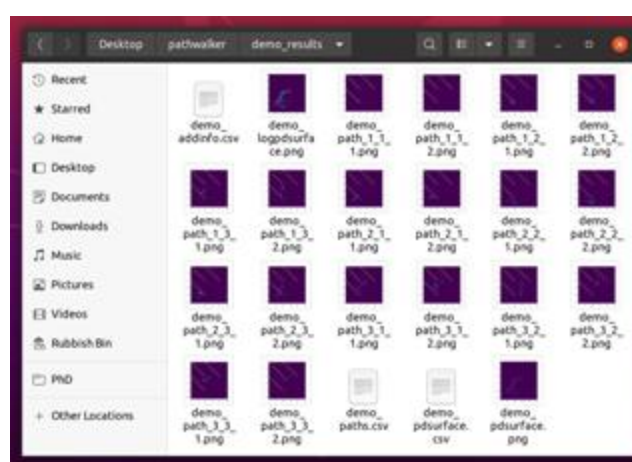 Desktop pathwalker demo_results
Recent
Starred
Home
Desktop
Documents
Downloads
Music
Pictures
Videos
Rubbish Bin
PhD
+ Other Locations
demo_
addinfo.csv
demo_
logpdsurfa
ce.png
demo_
path_1_1_
1.png
demo_
path_1_1_
2.png
demo_
path_1_2_
1.png
demo_
path_1_2_
2.png
demo_
path_1_3_
1.png
demo_
path_1_3_
2.png
demo_
path_2_1_
1.png
demo_
path_2_1_
2.png
demo_
path_2_2_
1.png
demo_
path_2_2_
2.png
demo_
path_2_3_
1.png
demo_
path_2_3_
2.png
demo_
path_3_1_
1.png
demo_
path_3_1_
2.png
demo_
path_3_2_
1.png
demo_
path_3_2_
2.png
demo_
path_3_3_
1.png
demo_
path_3_3_
2.png
demo_
paths.csv
demo_
pdsurface.
csv
demo_
pdsurface.
png